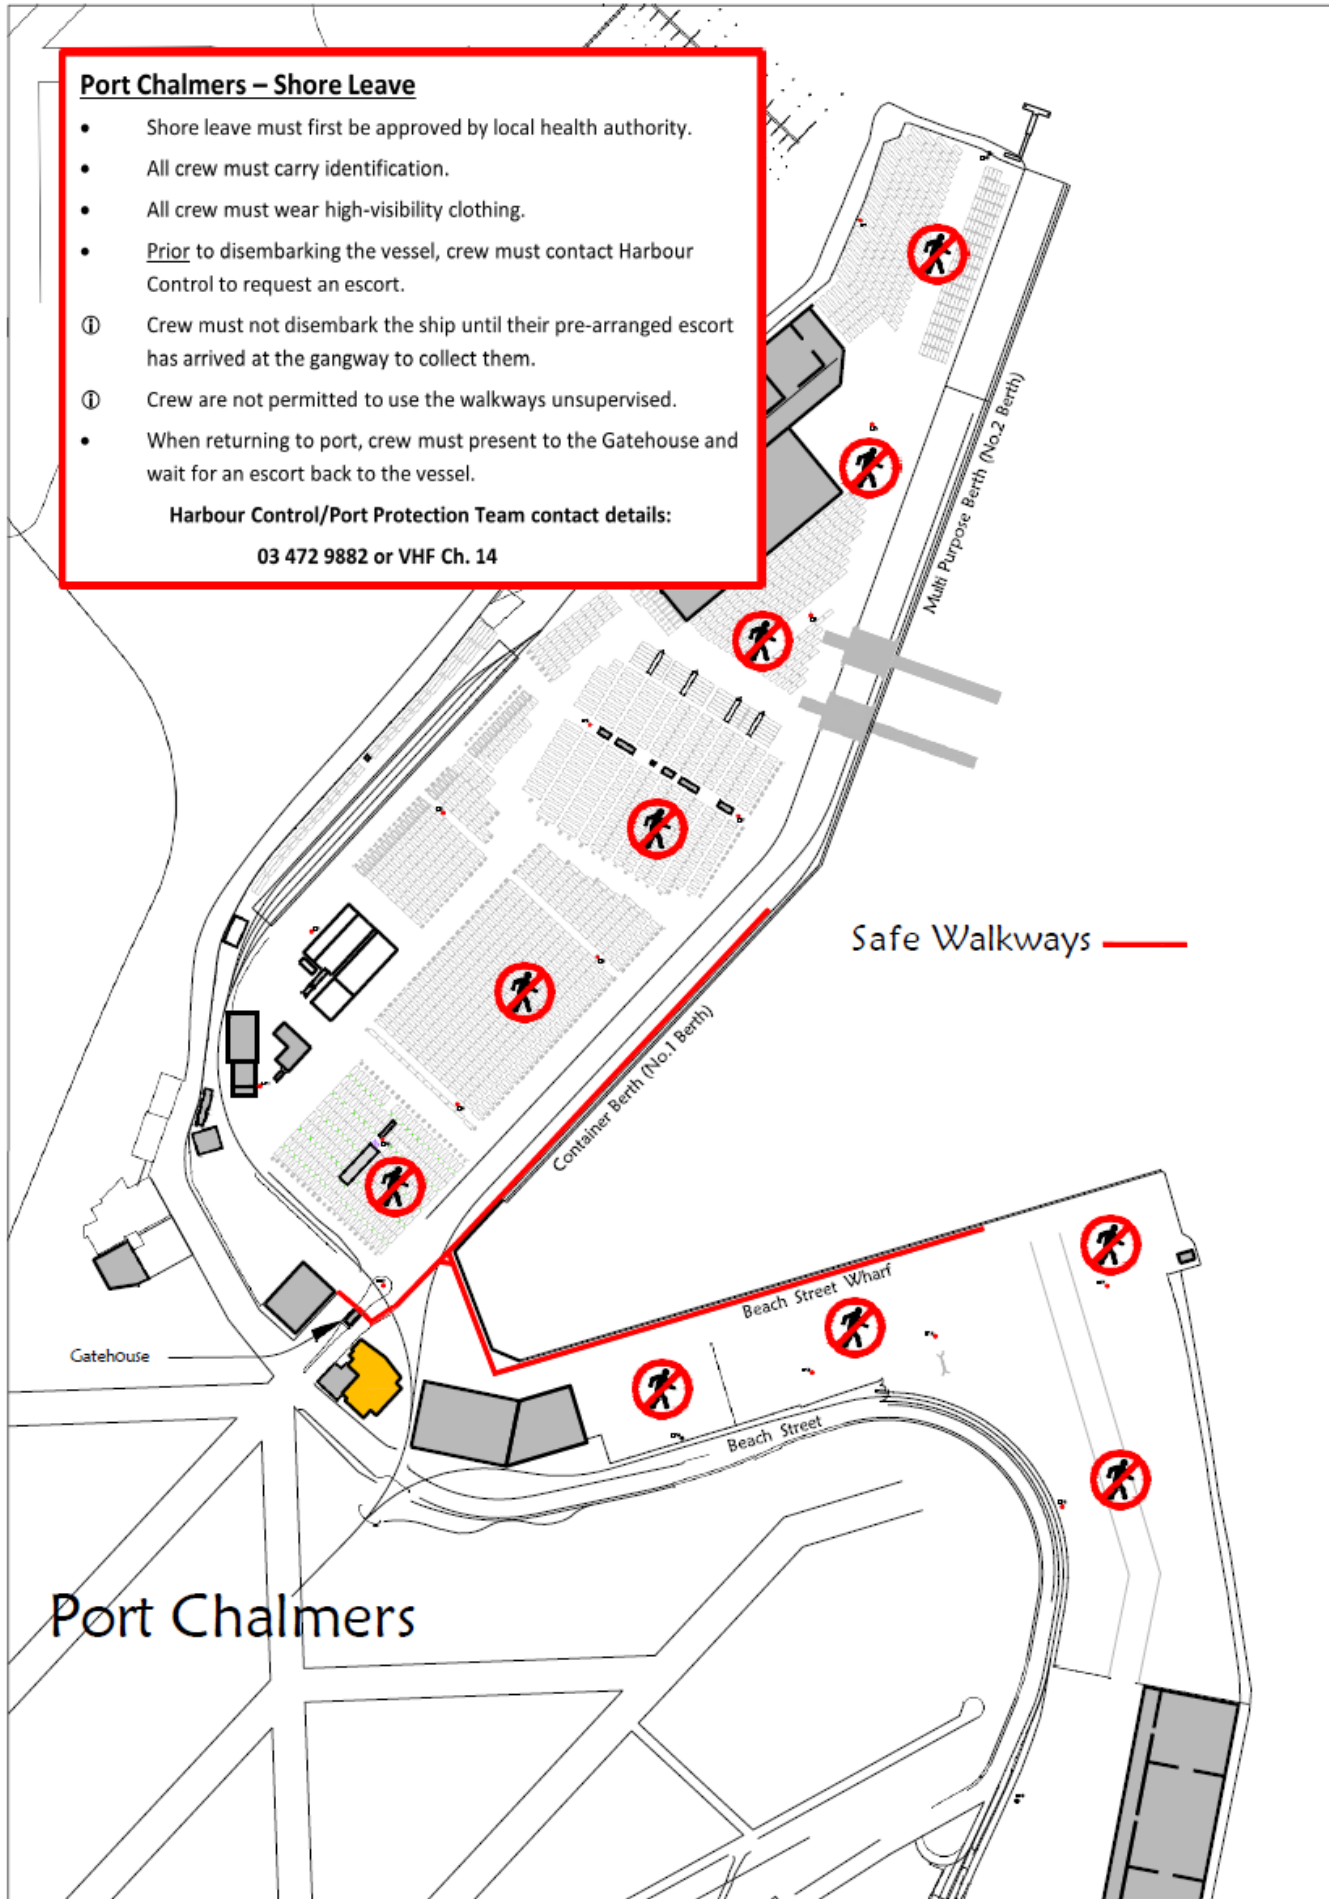 Port Chalmers – Shore Leave
• Shore leave must first be approved by local health authority.
• All crew must carry identification.
• All crew must wear high-visibility clothing.
• Prior to disembarking the vessel, crew must contact Harbour
Control to request an escort.
ⓘ Crew must not disembark the ship until their pre-arranged escort
has arrived at the gangway to collect them.
ⓘ Crew are not permitted to use the walkways unsupervised.
• When returning to port, crew must present to the Gatehouse and
wait for an escort back to the vessel.
Harbour Control/Port Protection Team contact details:
03 472 9882 or VHF Ch. 14
Multi Purpose Berth (No.2 Berth)
Safe Walkways
Container Berth (No.1 Berth)
Beach Street Wharf
Gatehouse
Beach Street
Port Chalmers